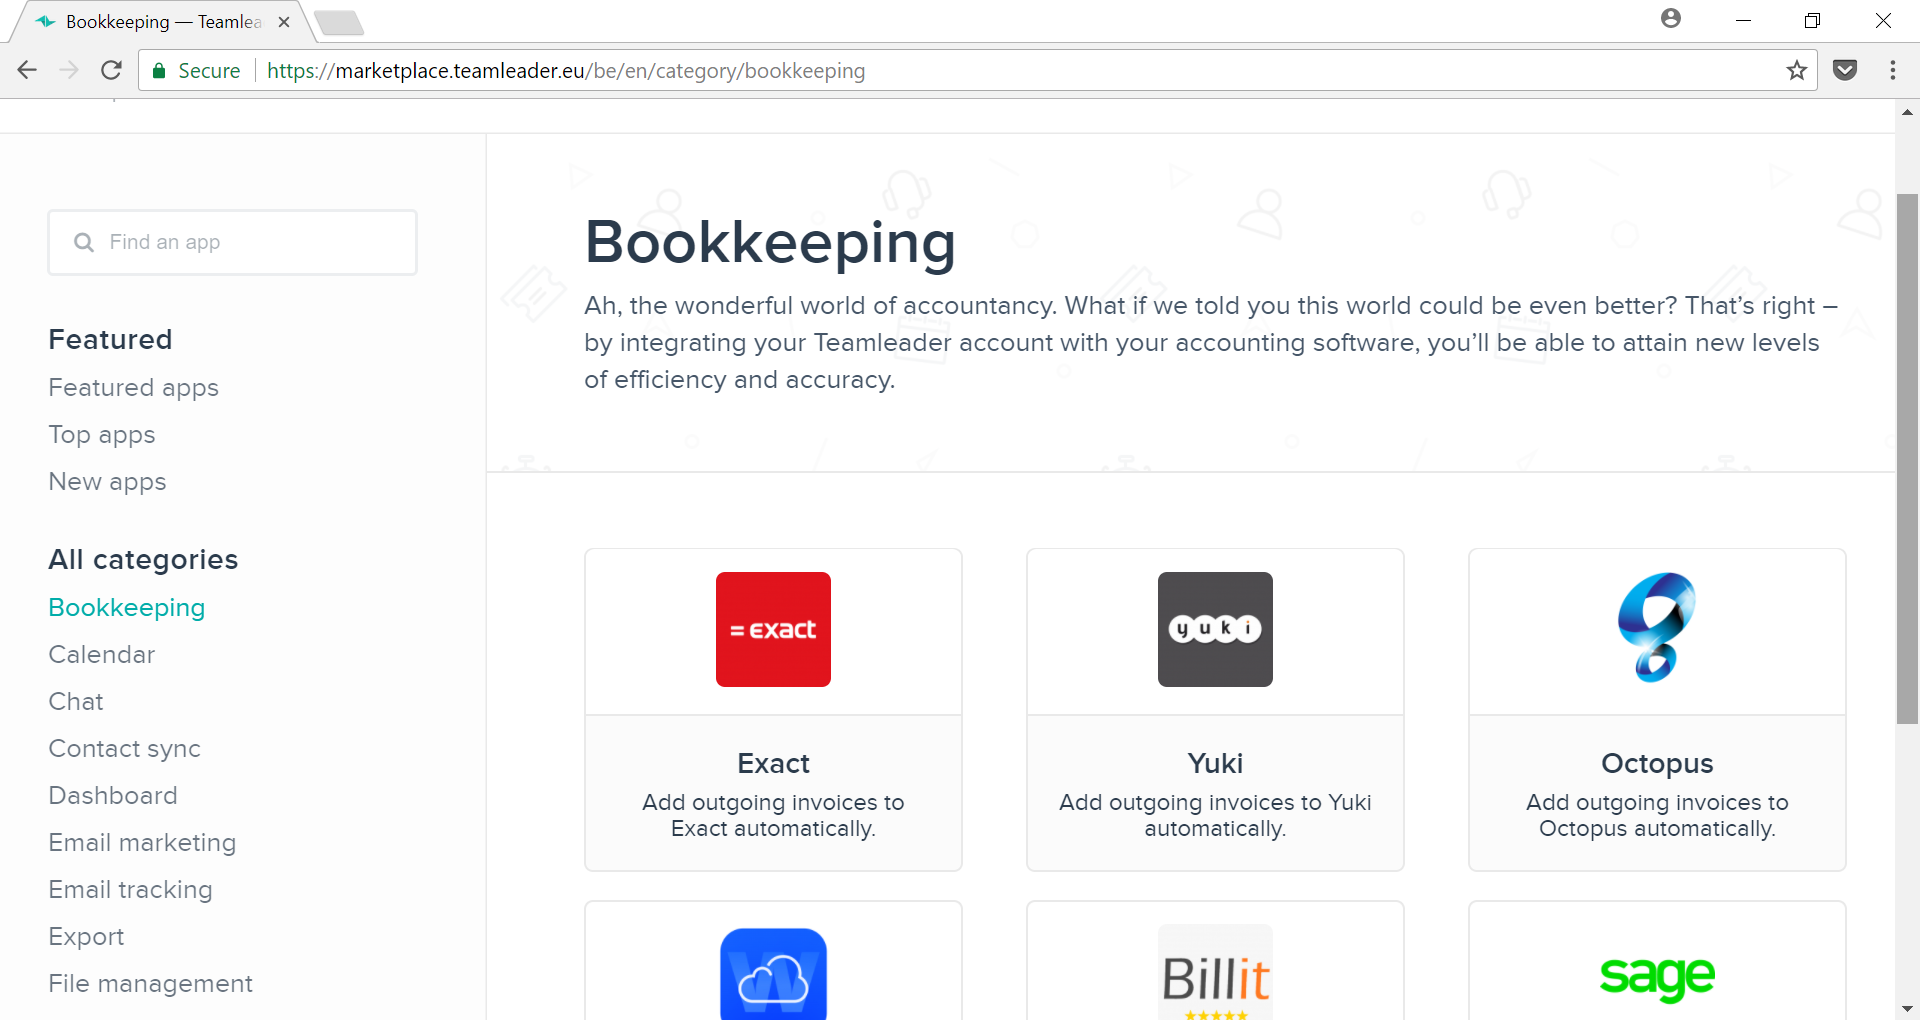 Bookkeeping — Teamlea
Secure
https://marketplace.teamleader.eu/be/en/category/bookkeeping
Find an app
Featured
Featured apps
Top apps
New apps
All categories
Bookkeeping
Calendar
Chat
Contact sync
Dashboard
Email marketing
Email tracking
Export
File management
Bookkeeping
Ah, the wonderful world of accountancy. What if we told you this world could be even better? That’s right –
by integrating your Teamleader account with your accounting software, you’ll be able to attain new levels
of efficiency and accuracy.
= exact
Exact
Add outgoing invoices to
Exact automatically.
yuki
Yuki
Add outgoing invoices to Yuki
automatically.
Octopus
Add outgoing invoices to
Octopus automatically.
W
Billit
sage